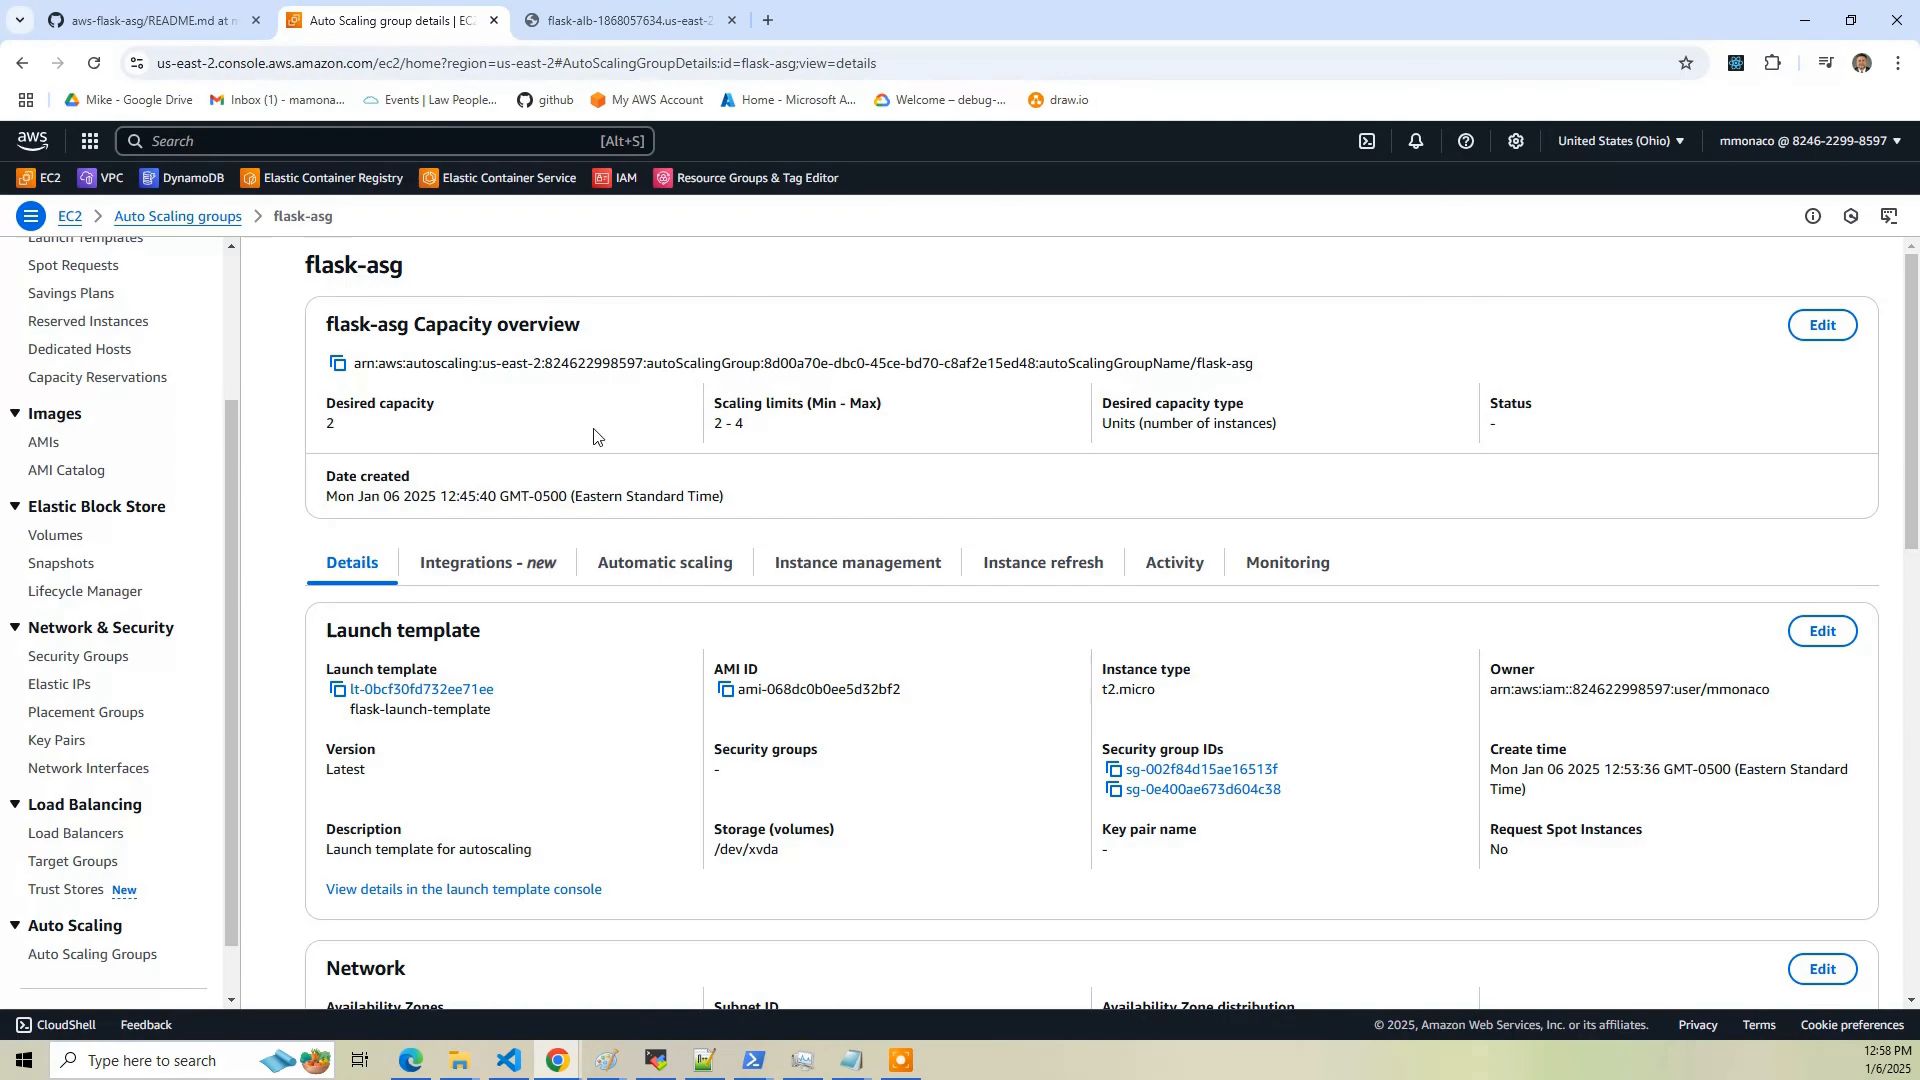 aws-flask-asg/README.md at m
Auto Scaling group details | EC2
flask-alb-1868057634.us-east-2
us-east-2.console.aws.amazon.com/ec2/home?region=us-east-2#AutoScalingGroupDetails:id=flask-asg;view=details
Mike - Google Drive
Inbox (1) - mamona...
Events | Law People...
github
My AWS Account
Home - Microsoft A...
Welcome – debug-...
draw.io
aws
Search
[Alt+S]
United States (Ohio)
mmonaco @ 8246-2299-8597
EC2
VPC
DynamoDB
Elastic Container Registry
Elastic Container Service
IAM
Resource Groups & Tag Editor
EC2
Auto Scaling groups
flask-asg
Launch Templates
Spot Requests
Savings Plans
Reserved Instances
Dedicated Hosts
Capacity Reservations
Images
AMIs
AMI Catalog
Elastic Block Store
Volumes
Snapshots
Lifecycle Manager
Network & Security
Security Groups
Elastic IPs
Placement Groups
Key Pairs
Network Interfaces
Load Balancing
Load Balancers
Target Groups
Trust Stores New
Auto Scaling
Auto Scaling Groups
flask-asg
flask-asg Capacity overview
Edit
arn:aws:autoscaling:us-east-2:824622998597:autoScalingGroup:8d00a70e-dbc0-45ce-bd70-c8af2e15ed48:autoScalingGroupName/flask-asg
Desired capacity
2
Scaling limits (Min - Max)
2 - 4
Desired capacity type
Units (number of instances)
Status
-
Date created
Mon Jan 06 2025 12:45:40 GMT-0500 (Eastern Standard Time)
Details
Integrations - new
Automatic scaling
Instance management
Instance refresh
Activity
Monitoring
Launch template
Edit
Launch template
lt-0bcf30fd732ee71ee
flask-launch-template
AMI ID
ami-068dc0b0ee5d32bf2
Instance type
t2.micro
Owner
arn:aws:iam::824622998597:user/mmonaco
Version
Latest
Security groups
-
Security group IDs
sg-002f84d15ae16513f
sg-0e400ae673d604c38
Create time
Mon Jan 06 2025 12:53:36 GMT-0500 (Eastern Standard
Time)
Description
Launch template for autoscaling
Storage (volumes)
/dev/xvda
Key pair name
-
Request Spot Instances
No
View details in the launch template console
Network
Edit
Availability Zones
Subnet ID
Availability Zone distribution
CloudShell
Feedback
© 2025, Amazon Web Services, Inc. or its affiliates.
Privacy
Terms
Cookie preferences
Type here to search
12:58 PM
1/6/2025